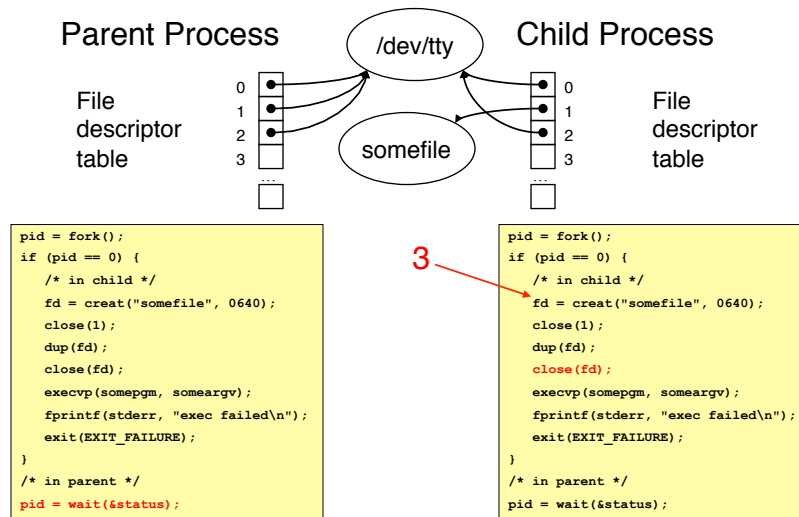 Parent Process
/dev/tty
Child Process
File
descriptor
table
0
1
2
3
...
somefile
0
1
2
3
...
File
descriptor
table
pid = fork();
if (pid == 0) {
/* in child */
fd = creat("somefile", 0640);
close(1);
dup(fd);
close(fd);
execvp(somepgm, someargv);
fprintf(stderr, "exec failed\n");
exit(EXIT_FAILURE);
}
/* in parent */
pid = wait(&status);
3
pid = fork();
if (pid == 0) {
/* in child */
fd = creat("somefile", 0640);
close(1);
dup(fd);
close(fd);
execvp(somepgm, someargv);
fprintf(stderr, "exec failed\n");
exit(EXIT_FAILURE);
}
/* in parent */
pid = wait(&status);